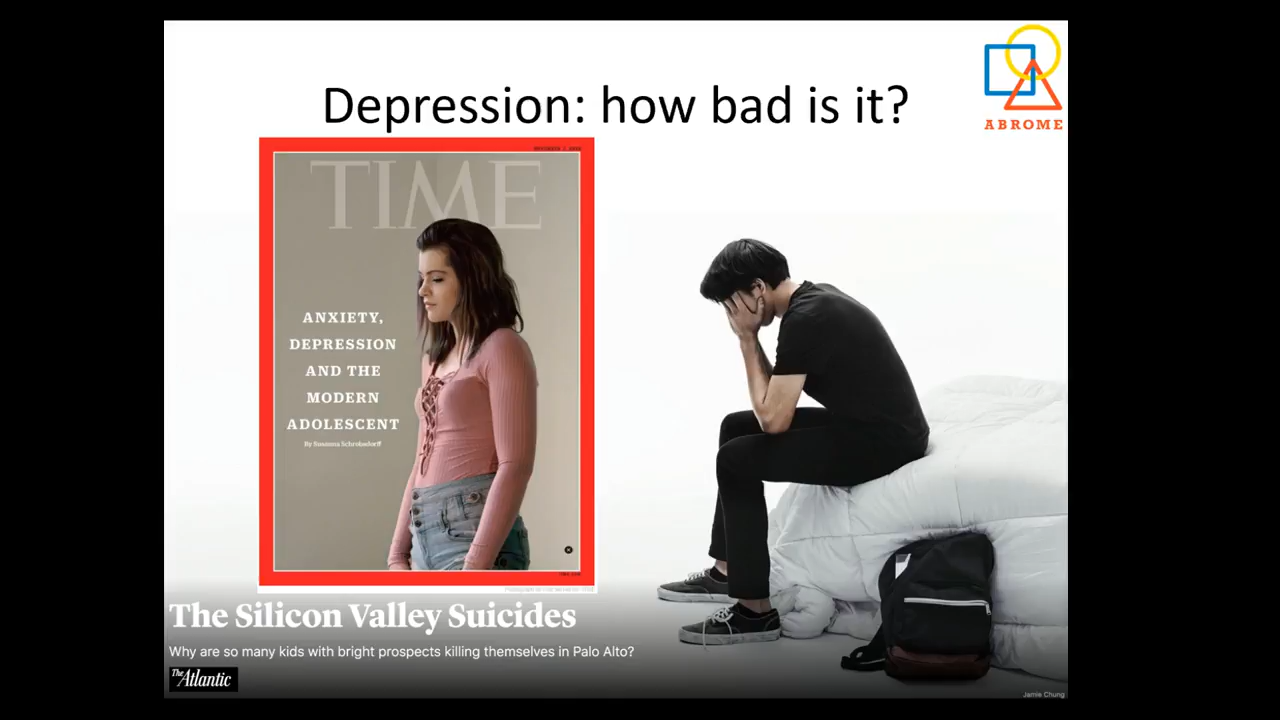 Depression: how bad is it?
ABROME
TIME
ANXIETY,
DEPRESSION
AND THE
MODERN
ADOLESCENT
By Susanna Schrobsdorff
The Silicon Valley Suicides
Why are so many kids with bright prospects killing themselves in Palo Alto?
The Atlantic
Jamie Chung